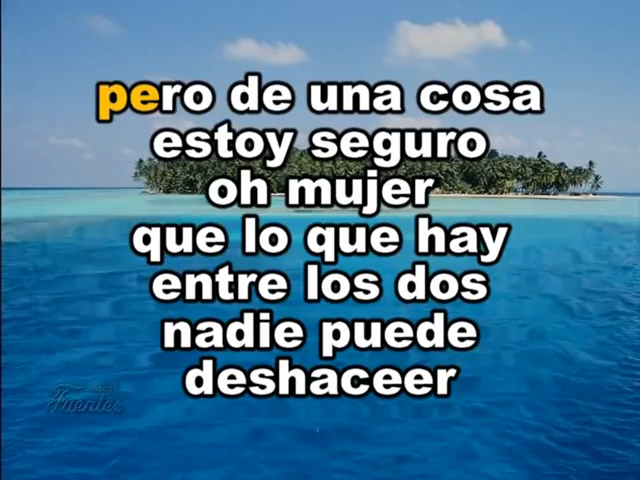 pero de una cosa
estoy seguro
oh mujer
que lo que hay
entre los dos
nadie puede
deshaceer
Discos
Fuentes